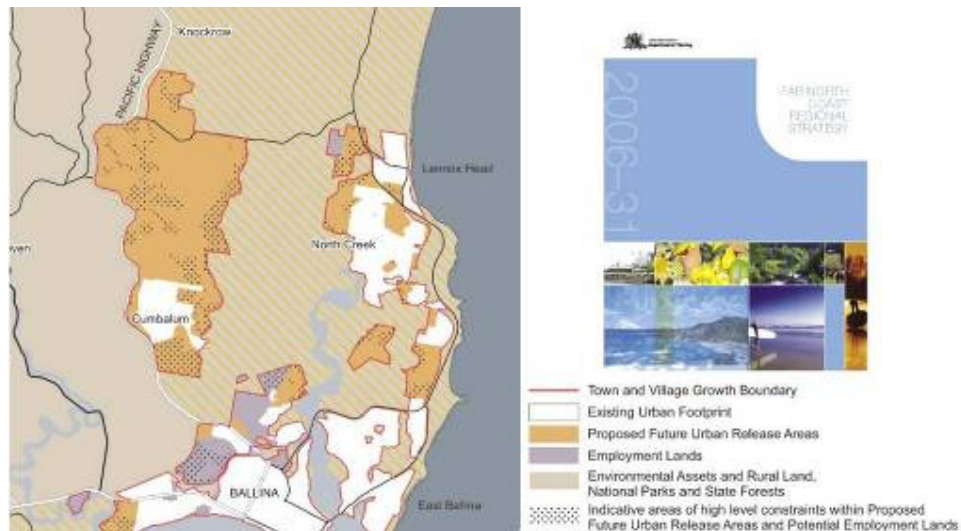 Knockrow
PACIFIC HIGHWAY
Lennox Head
North Creek
Cumbalum
BALLINA
East Ballina
2006–31
FAR NORTH
COAST
REGIONAL
STRATEGY
Town and Village Growth Boundary
Existing Urban Footprint
Proposed Future Urban Release Areas
Employment Lands
Environmental Assets and Rural Land,
National Parks and State Forests
Indicative areas of high level constraints within Proposed
Future Urban Release Areas and Potential Employment Lands